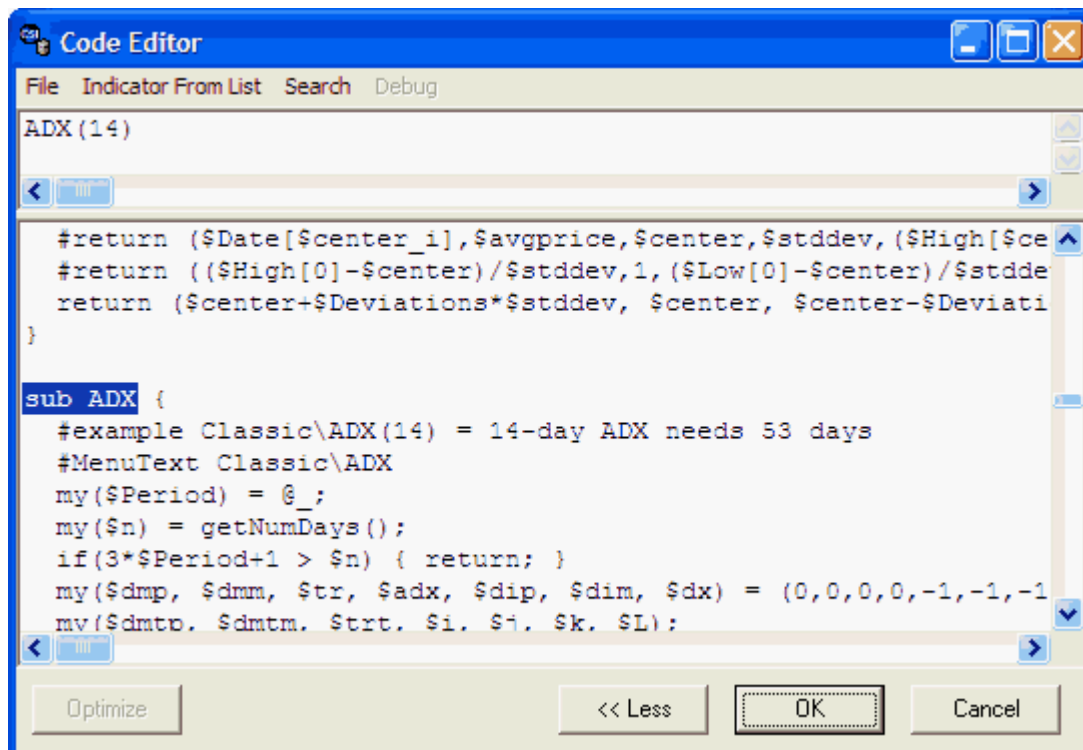 Code Editor
File Indicator From List Search Debug
ADX(14)
#return ($Date[$center_i],$avgprice,$center,$stddev,($High[$ce
#return (($High[0]-$center)/$stddev,1,($Low[0]-$center)/$stdde
return ($center+$Deviations*$stddev, $center, $center-$Deviati
}
sub ADX {
#example Classic\ADX(14) = 14-day ADX needs 53 days
#MenuText Classic\ADX
my($Period) = @_;
my($n) = getNumDays();
if(3*$Period+1 > $n) { return; }
my($dmp, $dmm, $tr, $adx, $dip, $dim, $dx) = (0,0,0,0,-1,-1,-1
my($dmtp, $dmtm, $trt, $i, $j, $k, $L);
Optimize << Less OK Cancel